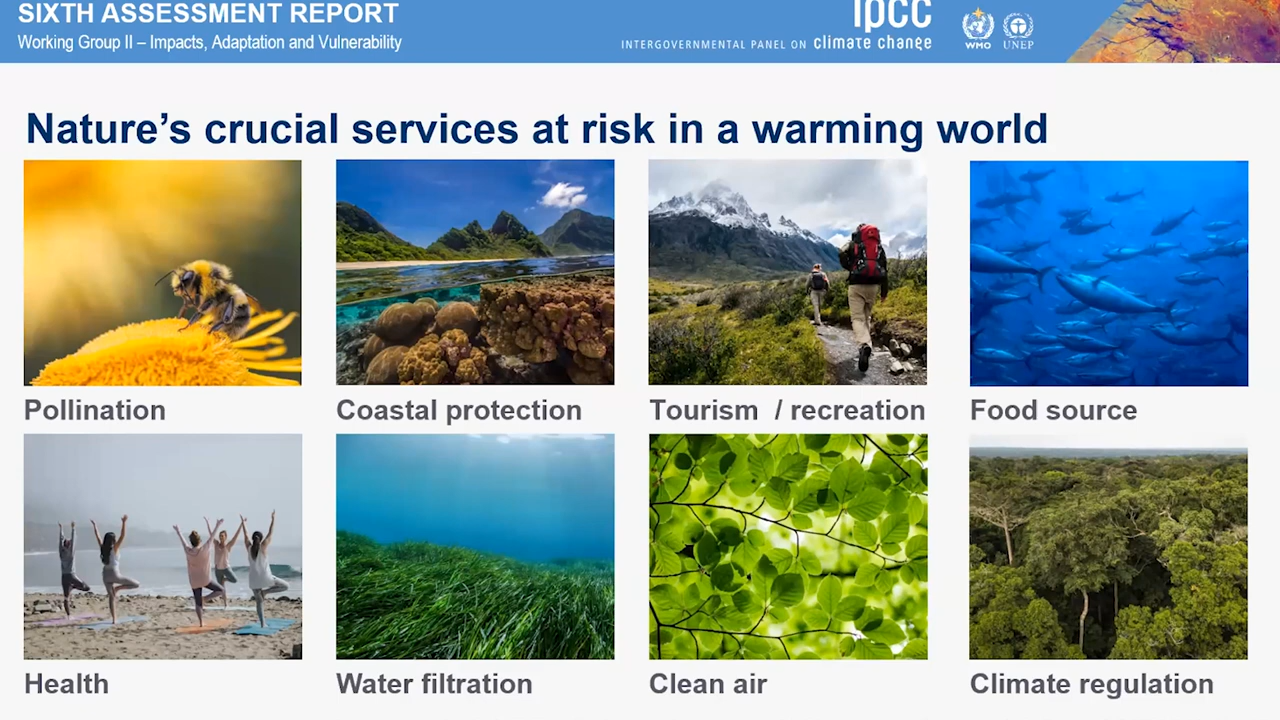 SIXTH ASSESSMENT REPORT
Working Group II – Impacts, Adaptation and Vulnerability
ipcc
INTERGOVERNMENTAL PANEL ON climate change
WMO
UNEP
Nature's crucial services at risk in a warming world
Pollination
Coastal protection
Tourism / recreation
Food source
Health
Water filtration
Clean air
Climate regulation